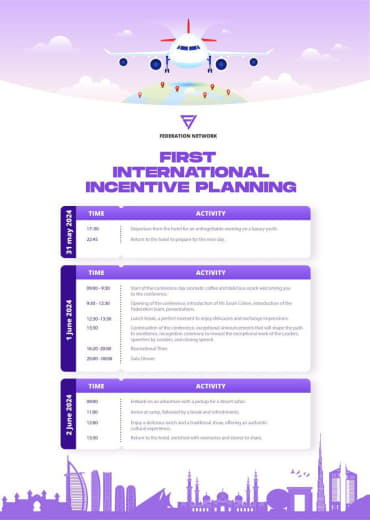 FEDERATION NETWORK
FIRST
INTERNATIONAL
INCENTIVE PLANNING
31 may 2024
TIME ACTIVITY
17:00 Departure from the hotel for an unforgettable evening on a luxury yacht.
22:45 Return to the hotel to prepare for the next day.
1 June 2024
TIME ACTIVITY
09:00 - 9:30 Start of the conference day aromatic coffee and delicious snack welcoming you
to the conference.
9:30 - 12:30 Opening of the conference, introduction of Mr. Introduction of the
Federation team, presentations.
12:30 -13:30 Lunch break, a perfect moment to enjoy delicacies and exchange impressions.
13:30 Continuation of the conference, exceptional announcements that will shape the path
to excellence, recognition ceremony to reward the exceptional work of the Leaders,
speeches by Leaders, and closing speech.
16:20 -20:00 Recreational Time
20:00 - 00:00 Gala Dinner.
2 June 2024
TIME ACTIVITY
09:00 Embark on an adventure with a pickup for a desert safari.
11:00 Arrive at camp, followed by a break and refreshments.
12:00 Enjoy a delicious lunch and a traditional show, offering an authentic
cultural experience.
15:00 Return to the hotel, enriched with memories and stories to share.